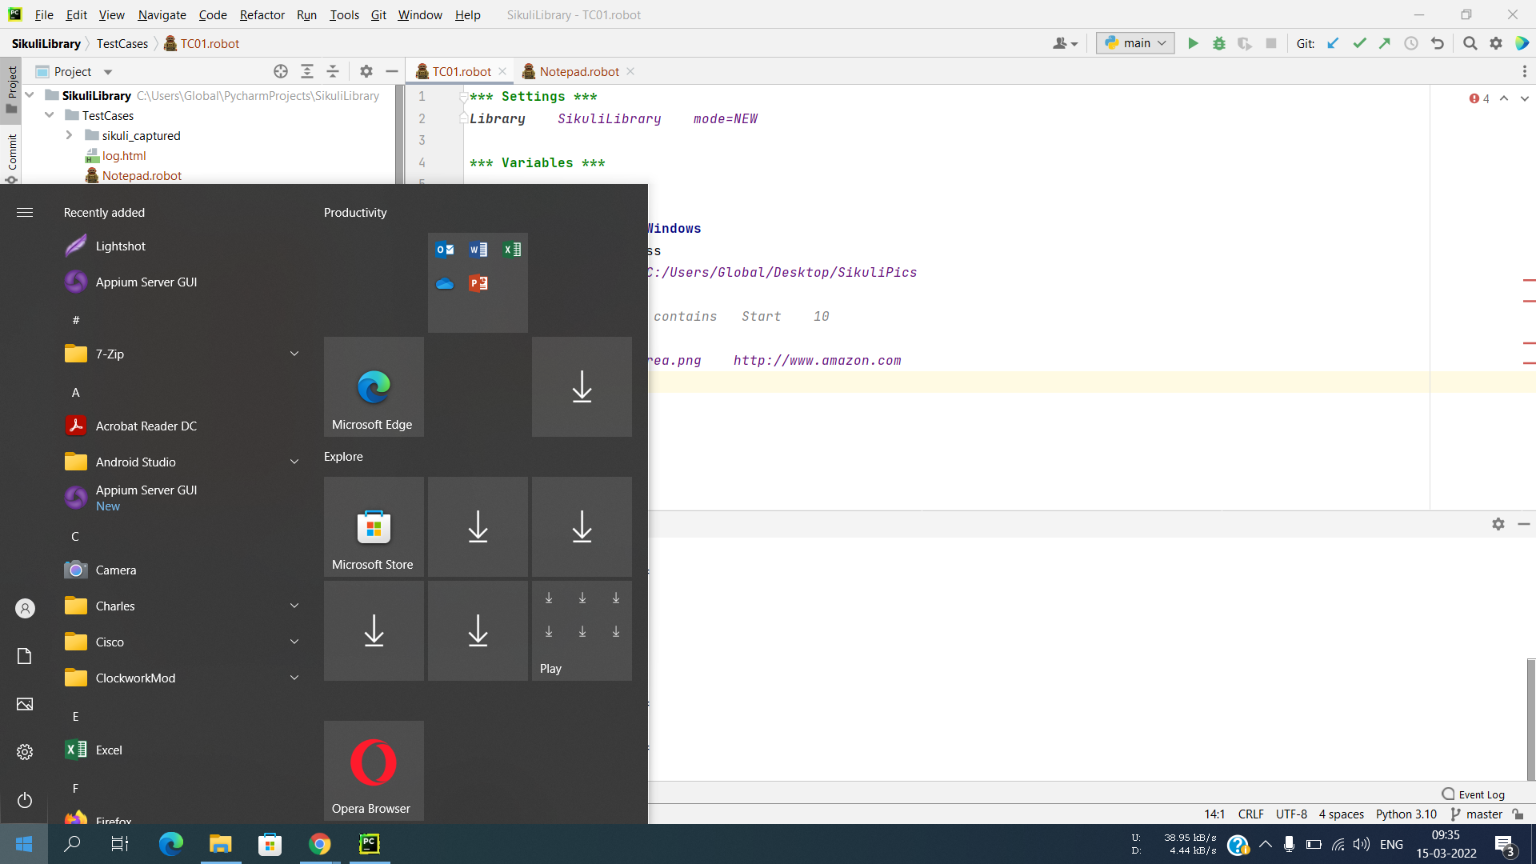 File Edit View Navigate Code Refactor Run Tools Git Window Help SikuliLibrary - TC01.robot
SikuliLibrary TestCases TC01.robot main Git:
Project TC01.robot Notepad.robot
Project
Commit
SikuliLibrary C:\Users\Global\PycharmProjects\SikuliLibrary
TestCases
sikuli_captured
log.html
Notepad.robot
1 *** Settings ***
2 Library SikuliLibrary mode=NEW
3
4 *** Variables ***
4
Windows
ss
C:/Users/Global/Desktop/SikuliPics
contains Start 10
rea.png http://www.amazon.com
Recently added
Lightshot
Appium Server GUI
#
7-Zip
A
Acrobat Reader DC
Android Studio
Appium Server GUI
New
C
Camera
Charles
Cisco
ClockworkMod
E
Excel
F
Firefox
Productivity
Microsoft Edge
Explore
Microsoft Store
Play
Opera Browser
Event Log
14:1 CRLF UTF-8 4 spaces Python 3.10 master
U: 38.95 kB/s
D: 4.44 kB/s
ENG
09:35
15-03-2022
3